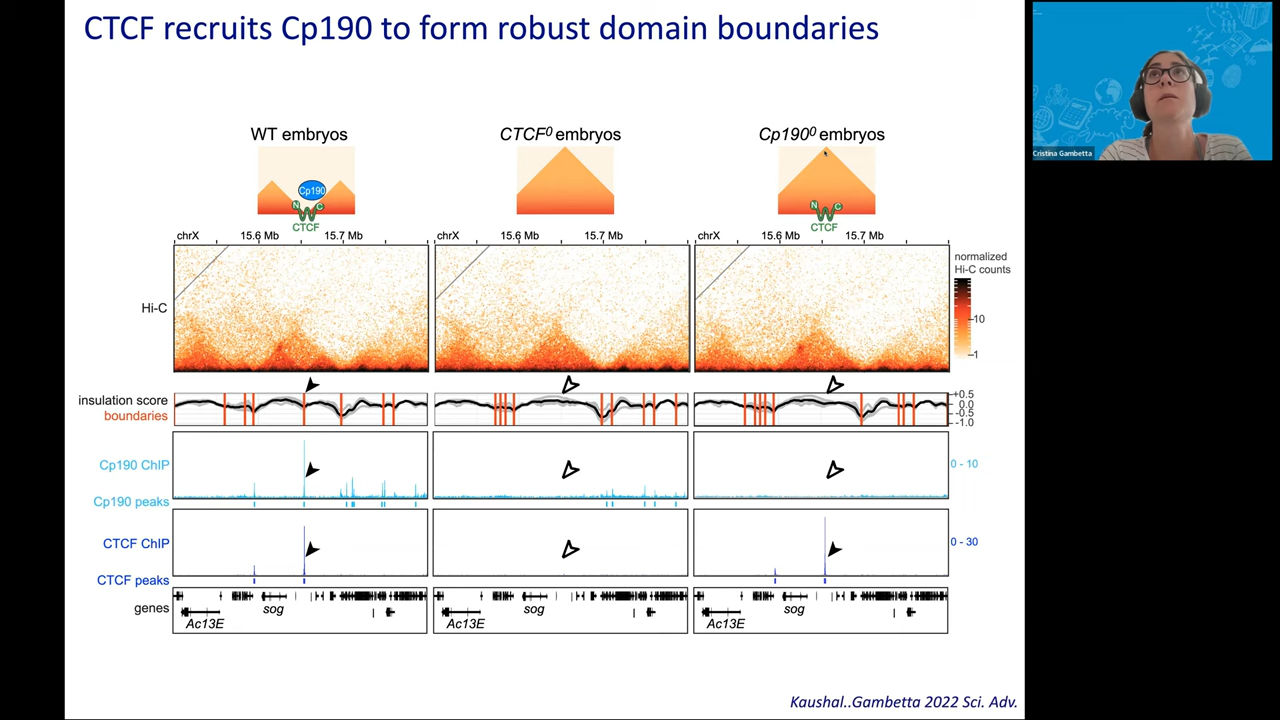 CTCF recruits Cp190 to form robust domain boundaries
Cristina Gambetta
WT embryos
CTCF0 embryos
Cp1900 embryos
Cp190
N C
CTCF
N C
CTCF
chrX 15.6 Mb 15.7 Mb
chrX 15.6 Mb 15.7 Mb
chrX 15.6 Mb 15.7 Mb
normalized
Hi-C counts
10
1
Hi-C
insulation score
boundaries
+0.5
0.0
-0.5
-1.0
Cp190 ChIP
0 - 10
Cp190 peaks
CTCF ChIP
0 - 30
CTCF peaks
genes
sog
Ac13E
sog
Ac13E
sog
Ac13E
Kaushal..Gambetta 2022 Sci. Adv.